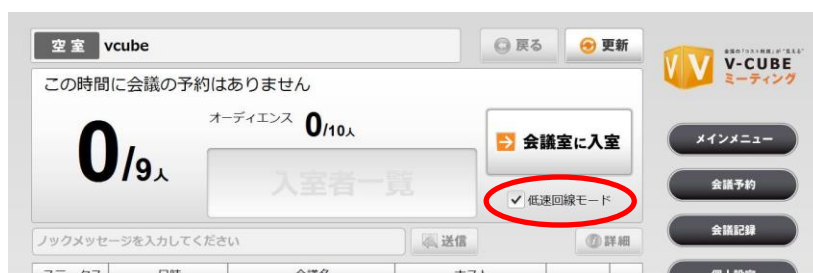 空室 vcube
戻る
更新
V-CUBE
ミーティング
この時間に会議の予約はありません
オーディエンス 0/10人
0/9人
入室者一覧
会議室に入室
低速回線モード
メインメニュー
会議予約
会議記録
ノックメッセージを入力してください
送信
詳細